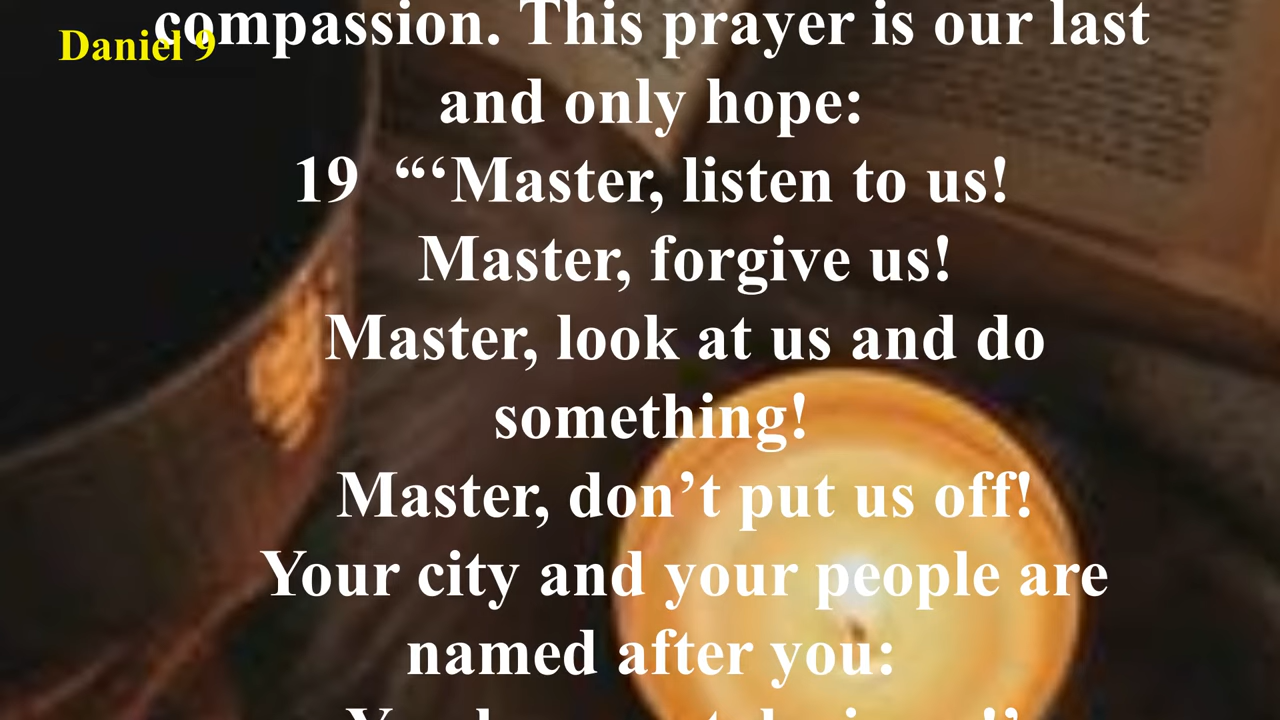 Daniel 9
compassion. This prayer is our last
and only hope:
19 “‘Master, listen to us!
Master, forgive us!
Master, look at us and do
something!
Master, don’t put us off!
Your city and your people are
named after you: